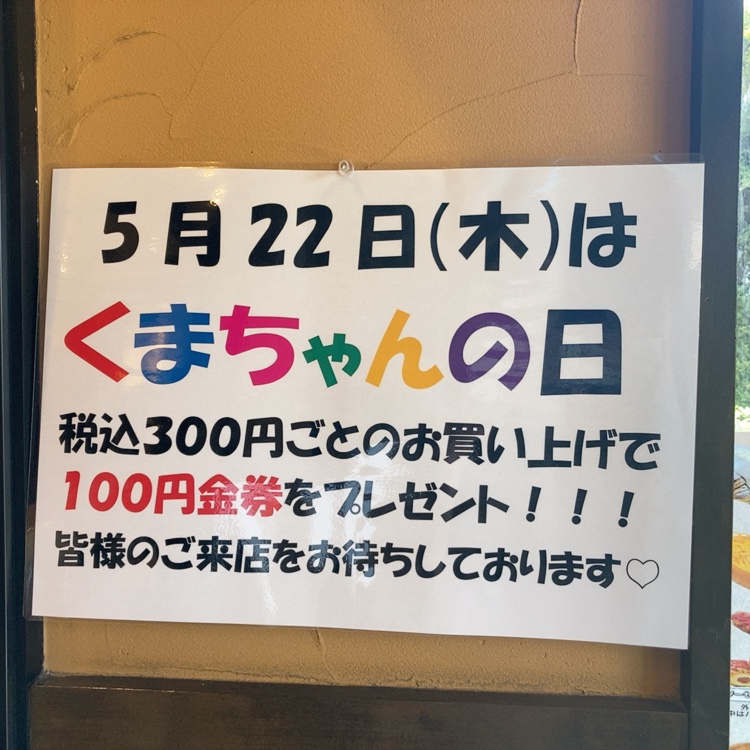 5月22日(木)は
くまちゃんの日
税込300円ごとのお買い上げで
100円金券をプレゼント！！！
皆様のご来店をお待ちしております♡